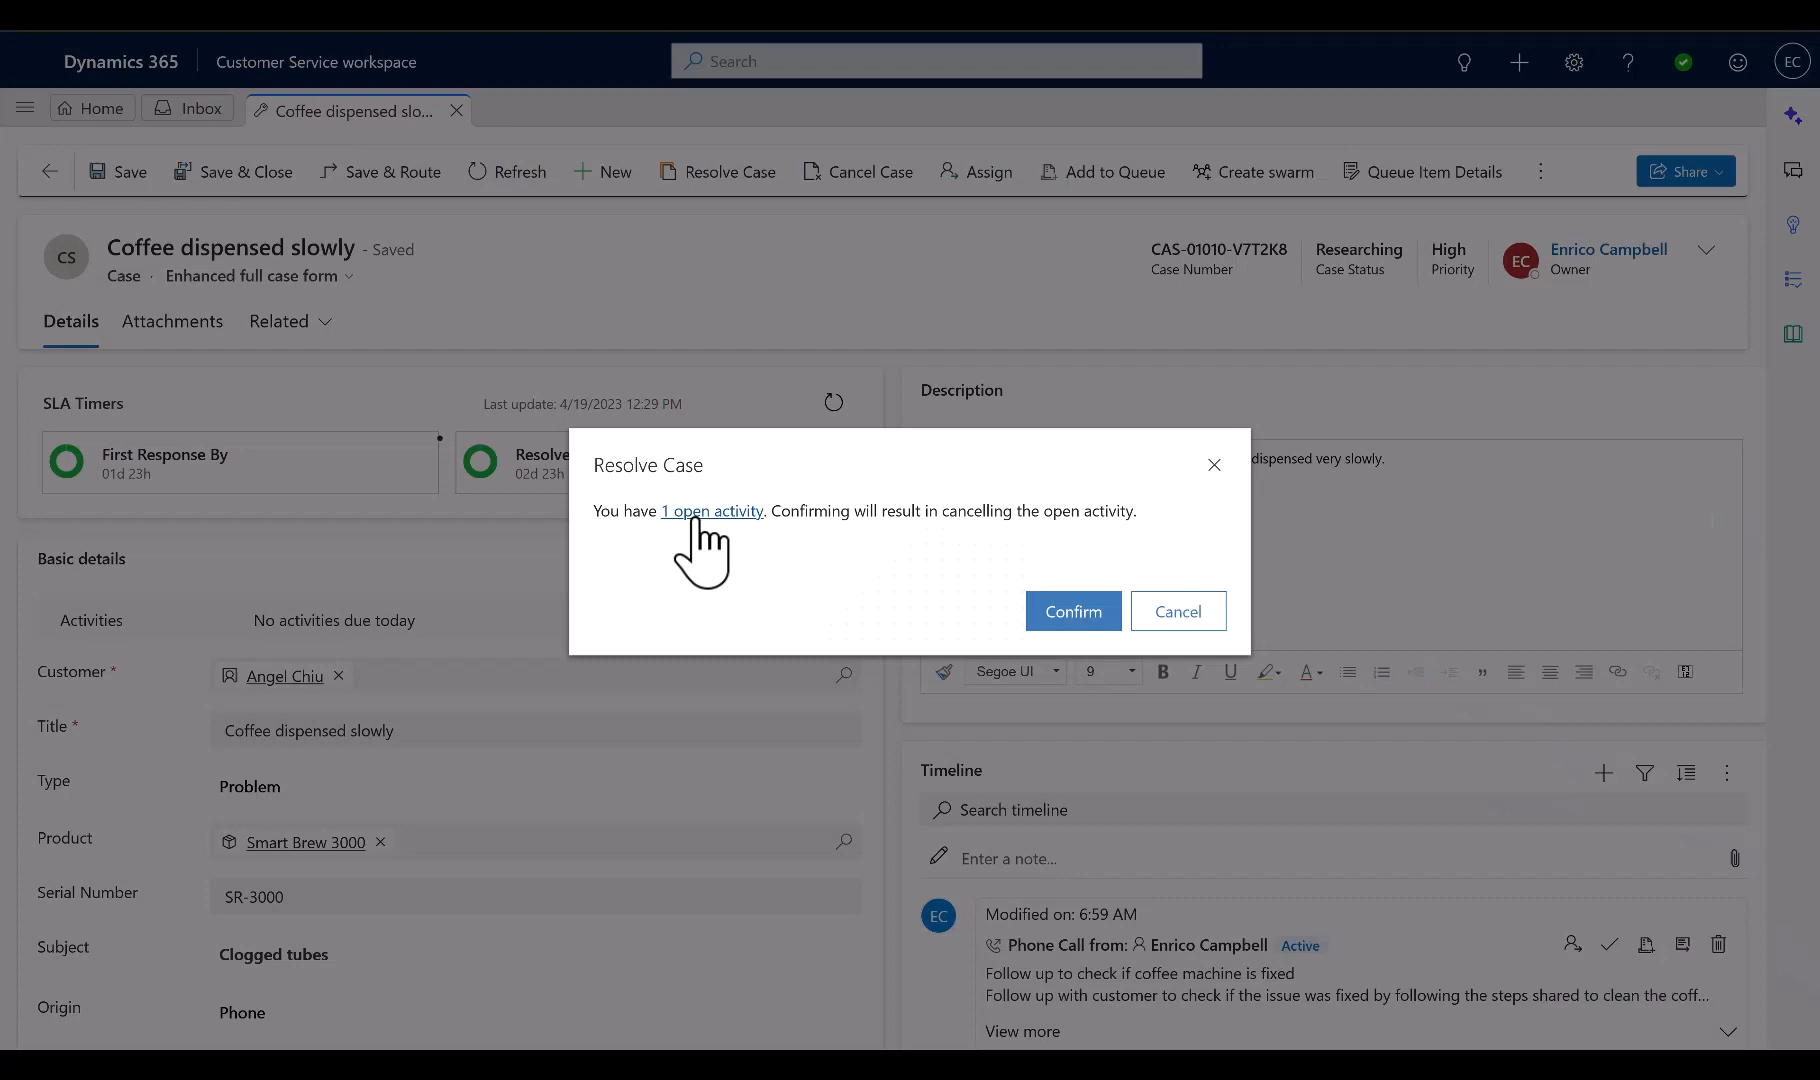 Dynamics 365
Customer Service workspace
Search
EC
Home
Inbox
Coffee dispensed slo...
Save
Save & Close
Save & Route
Refresh
New
Resolve Case
Cancel Case
Assign
Add to Queue
Create swarm
Queue Item Details
Share
CS
Coffee dispensed slowly - Saved
Case · Enhanced full case form
CAS-01010-V7T2K8
Case Number
Researching
Case Status
High
Priority
EC
Enrico Campbell
Owner
Details
Attachments
Related
SLA Timers
Last update: 4/19/2023 12:29 PM
First Response By
01d 23h
Resolve
02d 23h
Description
dispensed very slowly.
Resolve Case
You have 1 open activity. Confirming will result in cancelling the open activity.
Confirm
Cancel
Basic details
Activities
No activities due today
Customer *
Angel Chiu
Title *
Coffee dispensed slowly
Type
Problem
Product
Smart Brew 3000
Serial Number
SR-3000
Subject
Clogged tubes
Origin
Phone
Segoe UI
9
B
I
U
A
Timeline
Search timeline
Enter a note...
EC
Modified on: 6:59 AM
Phone Call from: Enrico Campbell Active
Follow up to check if coffee machine is fixed
Follow up with customer to check if the issue was fixed by following the steps shared to clean the coff...
View more